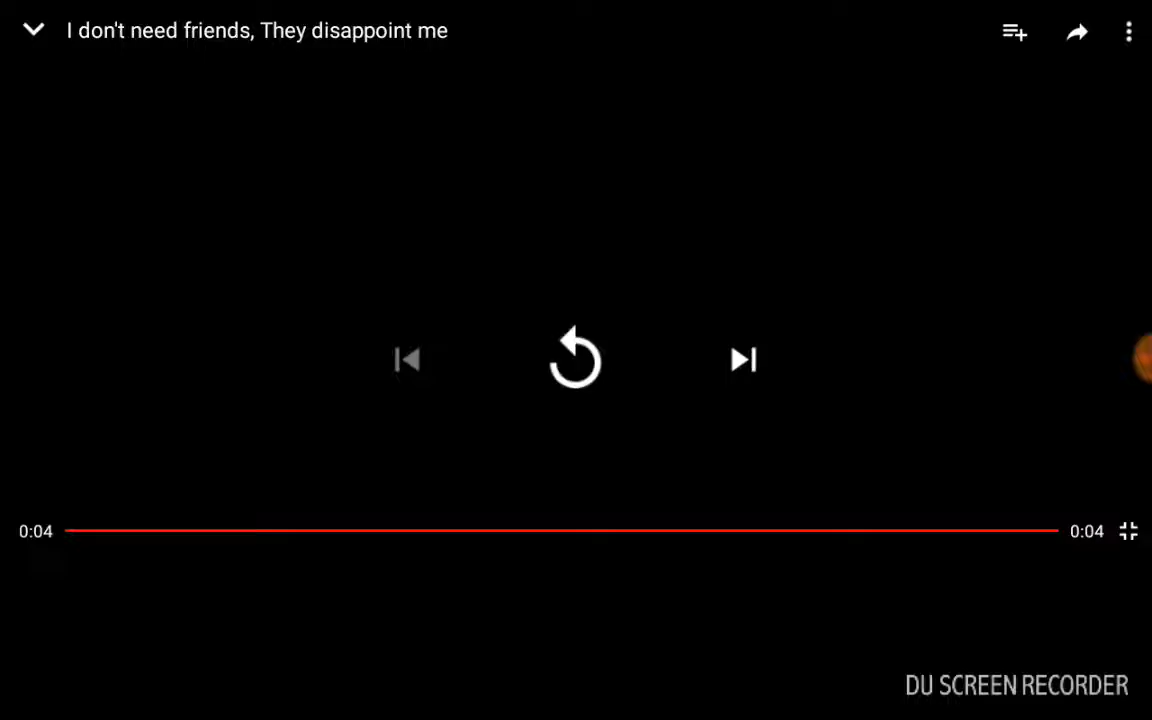 I don't need friends, They disappoint me
0:04
0:04
DU SCREEN RECORDER